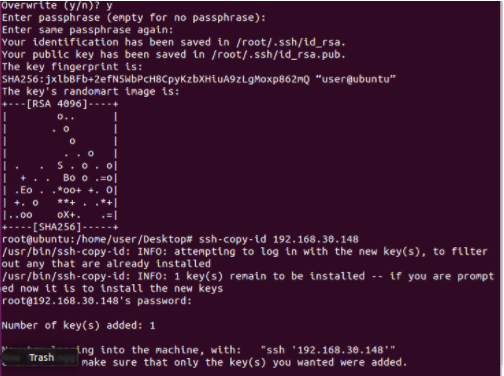 Overwrite (y/n)? y
Enter passphrase (empty for no passphrase):
Enter same passphrase again:
Your identification has been saved in /root/.ssh/id_rsa.
Your public key has been saved in /root/.ssh/id_rsa.pub.
The key fingerprint is:
SHA256:jxlbBFb+2efN5WbPcH8CpyKzbXHiuA9zLgMoxp862mQ “user@ubuntu”
The key's randomart image is:
+---[RSA 4096]----+
|        o..      |
|       . o       |
|        o        |
|       . . o     |
| .   .  S . o . o|
|  + . .  Bo o .=o|
| .Eo . .*oo+ +. O|
| +. o   **+ . .*+|
|..oo    oX+.   .=|
+----[SHA256]-----+
root@ubuntu:/home/user/Desktop# ssh-copy-id 192.168.30.148
/usr/bin/ssh-copy-id: INFO: attempting to log in with the new key(s), to filter
out any that are already installed
/usr/bin/ssh-copy-id: INFO: 1 key(s) remain to be installed -- if you are prompt
ed now it is to install the new keys
root@192.168.30.148's password:
Number of key(s) added: 1
into the machine, with:   "ssh '192.168.30.148'"
Trash
make sure that only the key(s) you wanted were added.